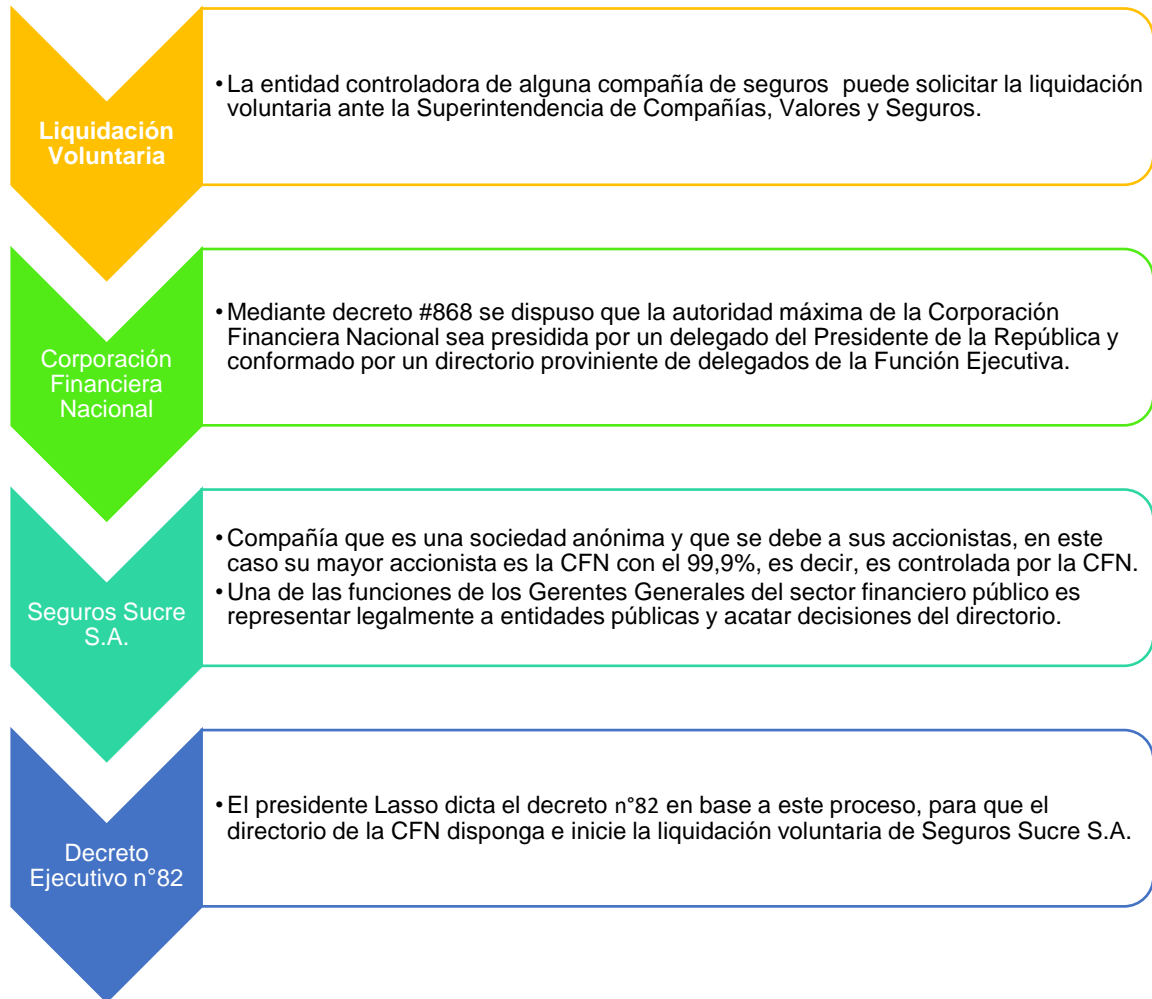 Liquidación
Voluntaria
• La entidad controladora de alguna compañía de seguros  puede solicitar la liquidación
voluntaria ante la Superintendencia de Compañías, Valores y Seguros.
Corporación
Financiera
Nacional
• Mediante decreto #868 se dispuso que la autoridad máxima de la Corporación
Financiera Nacional sea presidida por un delegado del Presidente de la República y
conformado por un directorio proviniente de delegados de la Función Ejecutiva.
Seguros Sucre
S.A.
• Compañía que es una sociedad anónima y que se debe a sus accionistas, en este
caso su mayor accionista es la CFN con el 99,9%, es decir, es controlada por la CFN.
• Una de las funciones de los Gerentes Generales del sector financiero público es
representar legalmente a entidades públicas y acatar decisiones del directorio.
Decreto
Ejecutivo n°82
• El presidente Lasso dicta el decreto n°82 en base a este proceso, para que el
directorio de la CFN disponga e inicie la liquidación voluntaria de Seguros Sucre S.A.